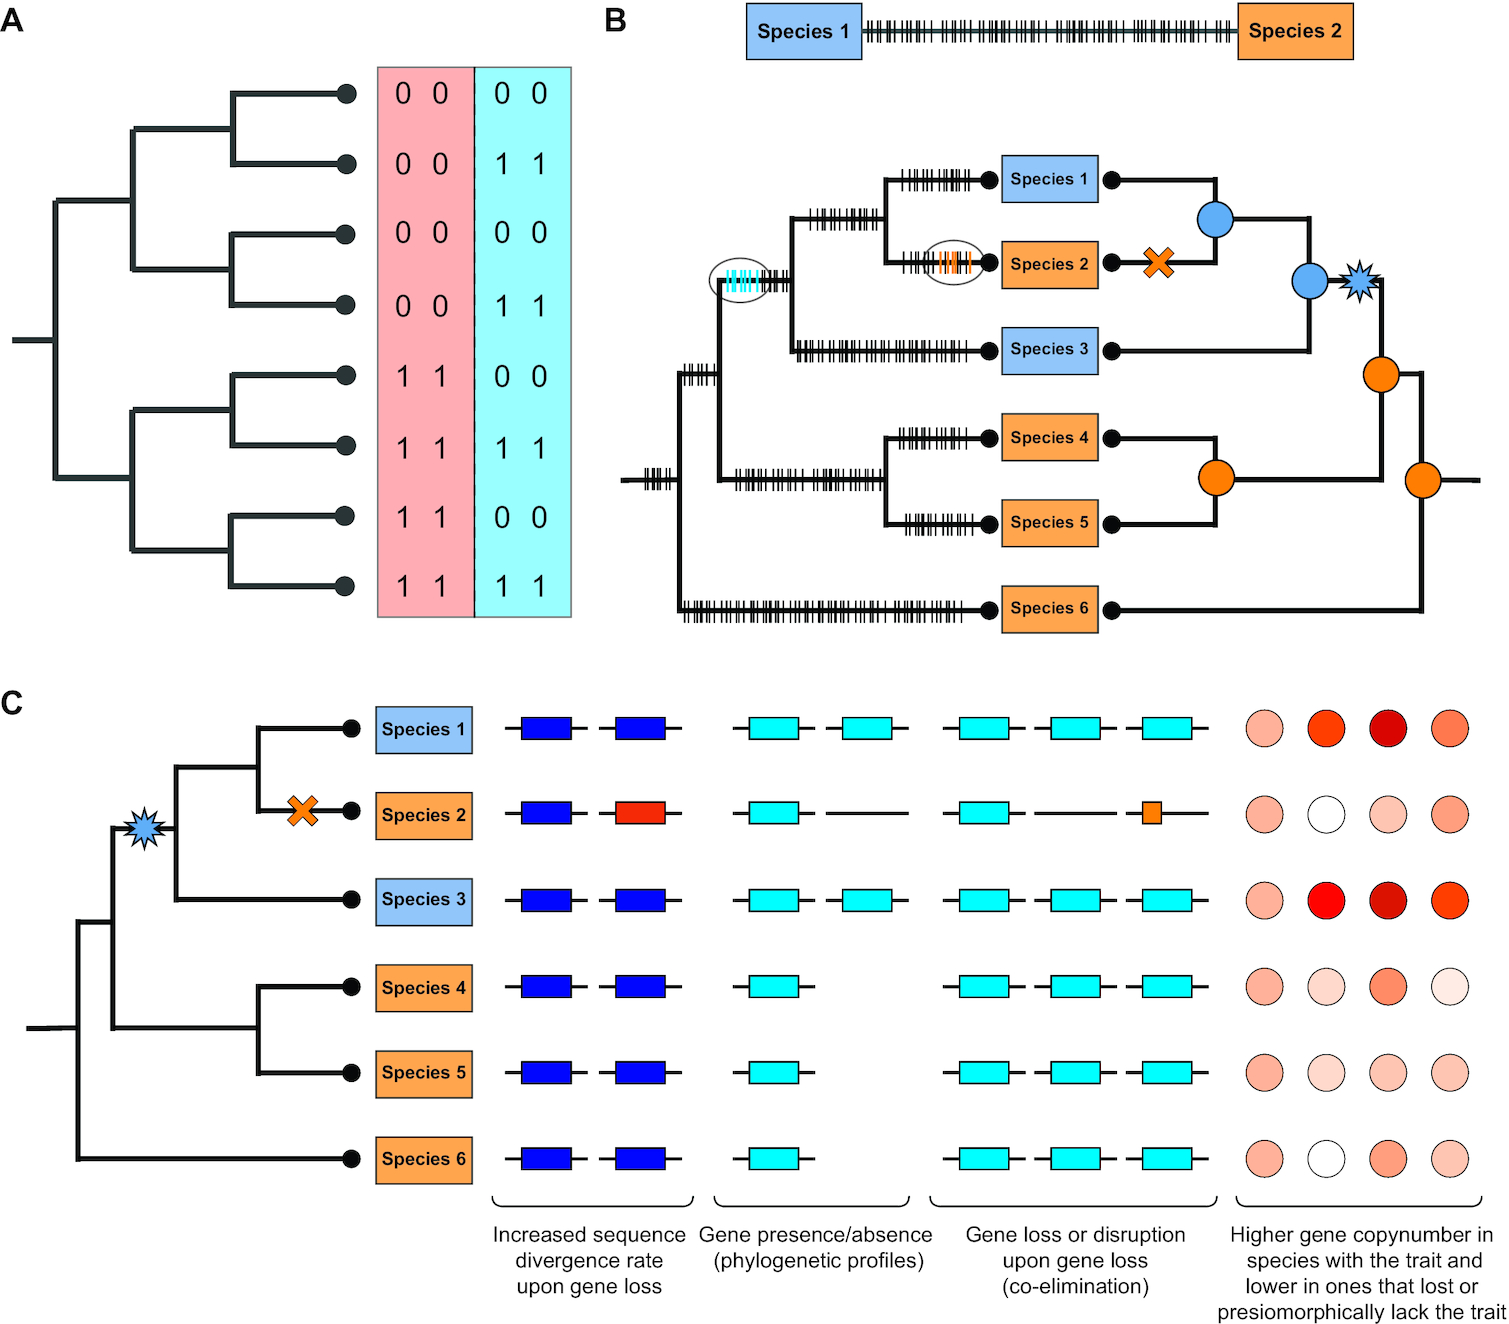 A
0 0 0 0
0 0 1 1
0 0 0 0
0 0 1 1
1 1 0 0
1 1 1 1
1 1 0 0
1 1 1 1
B
Species 1 Species 2
Species 1
Species 2
Species 3
Species 4
Species 5
Species 6
C
Species 1
Species 2
Species 3
Species 4
Species 5
Species 6
Increased sequence
divergence rate
upon gene loss
Gene presence/absence
(phylogenetic profiles)
Gene loss or disruption
upon gene loss
(co-elimination)
Higher gene copynumber in
species with the trait and
lower in ones that lost or
presiomorphically lack the trait